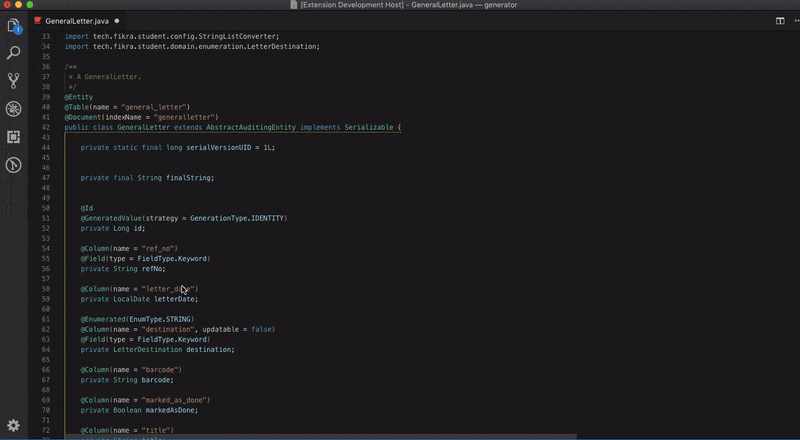 [Extension Development Host] - GeneralLetter.java — generator
GeneralLetter.java
1
33 import tech.fikra.student.config.StringListConverter;
34 import tech.fikra.student.domain.enumeration.LetterDestination;
35
36 /**
37  * A GeneralLetter.
38  */
39 @Entity
40 @Table(name = "general_letter")
41 @Document(indexName = "generalletter")
42 public class GeneralLetter extends AbstractAuditingEntity implements Serializable {
43
44     private static final long serialVersionUID = 1L;
45
46
47     private final String finalString;
48
49
50     @Id
51     @GeneratedValue(strategy = GenerationType.IDENTITY)
52     private Long id;
53
54     @Column(name = "ref_no")
55     @Field(type = FieldType.Keyword)
56     private String refNo;
57
58     @Column(name = "letter_date")
59     private LocalDate letterDate;
60
61     @Enumerated(EnumType.STRING)
62     @Column(name = "destination", updatable = false)
63     @Field(type = FieldType.Keyword)
64     private LetterDestination destination;
65
66     @Column(name = "barcode")
67     private String barcode;
68
69     @Column(name = "marked_as_done")
70     private Boolean markedAsDone;
71
72     @Column(name = "title")